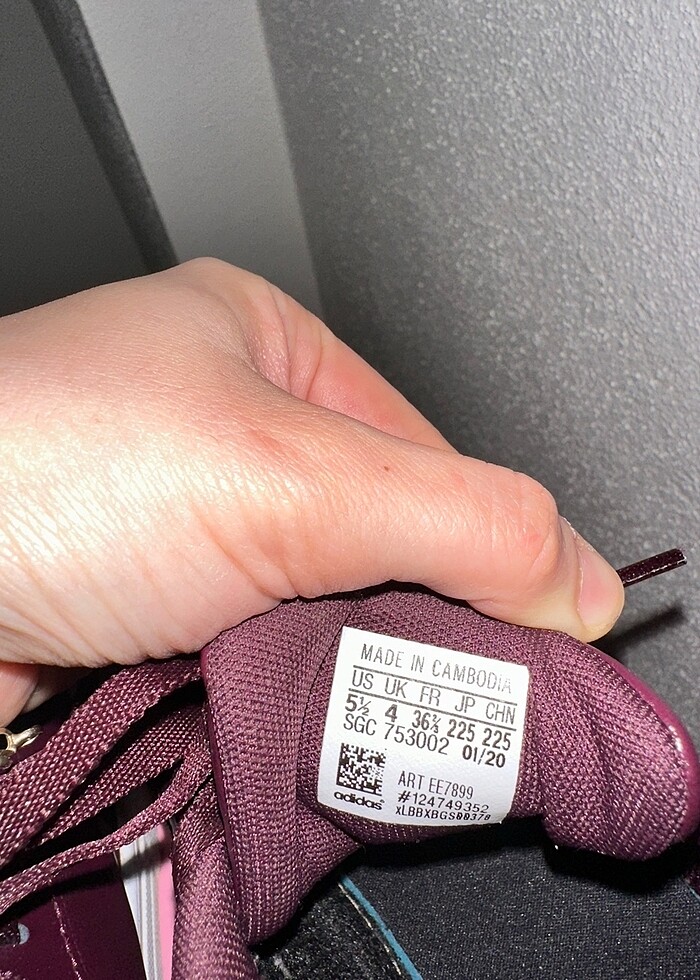 MADE IN CAMBODIA
US UK FR JP CHN
5½ 4 36⅔ 225 225
SGC 753002 01/20
ART EE7899
#124749352
xLBBXBGS00378
adidas